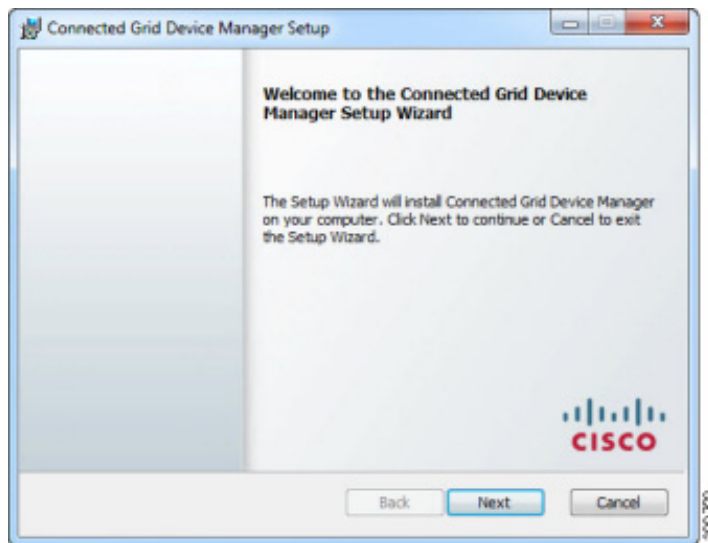 Connected Grid Device Manager Setup
Welcome to the Connected Grid Device
Manager Setup Wizard
The Setup Wizard will install Connected Grid Device Manager
on your computer. Click Next to continue or Cancel to exit
the Setup Wizard.
CISCO
Back
Next
Cancel